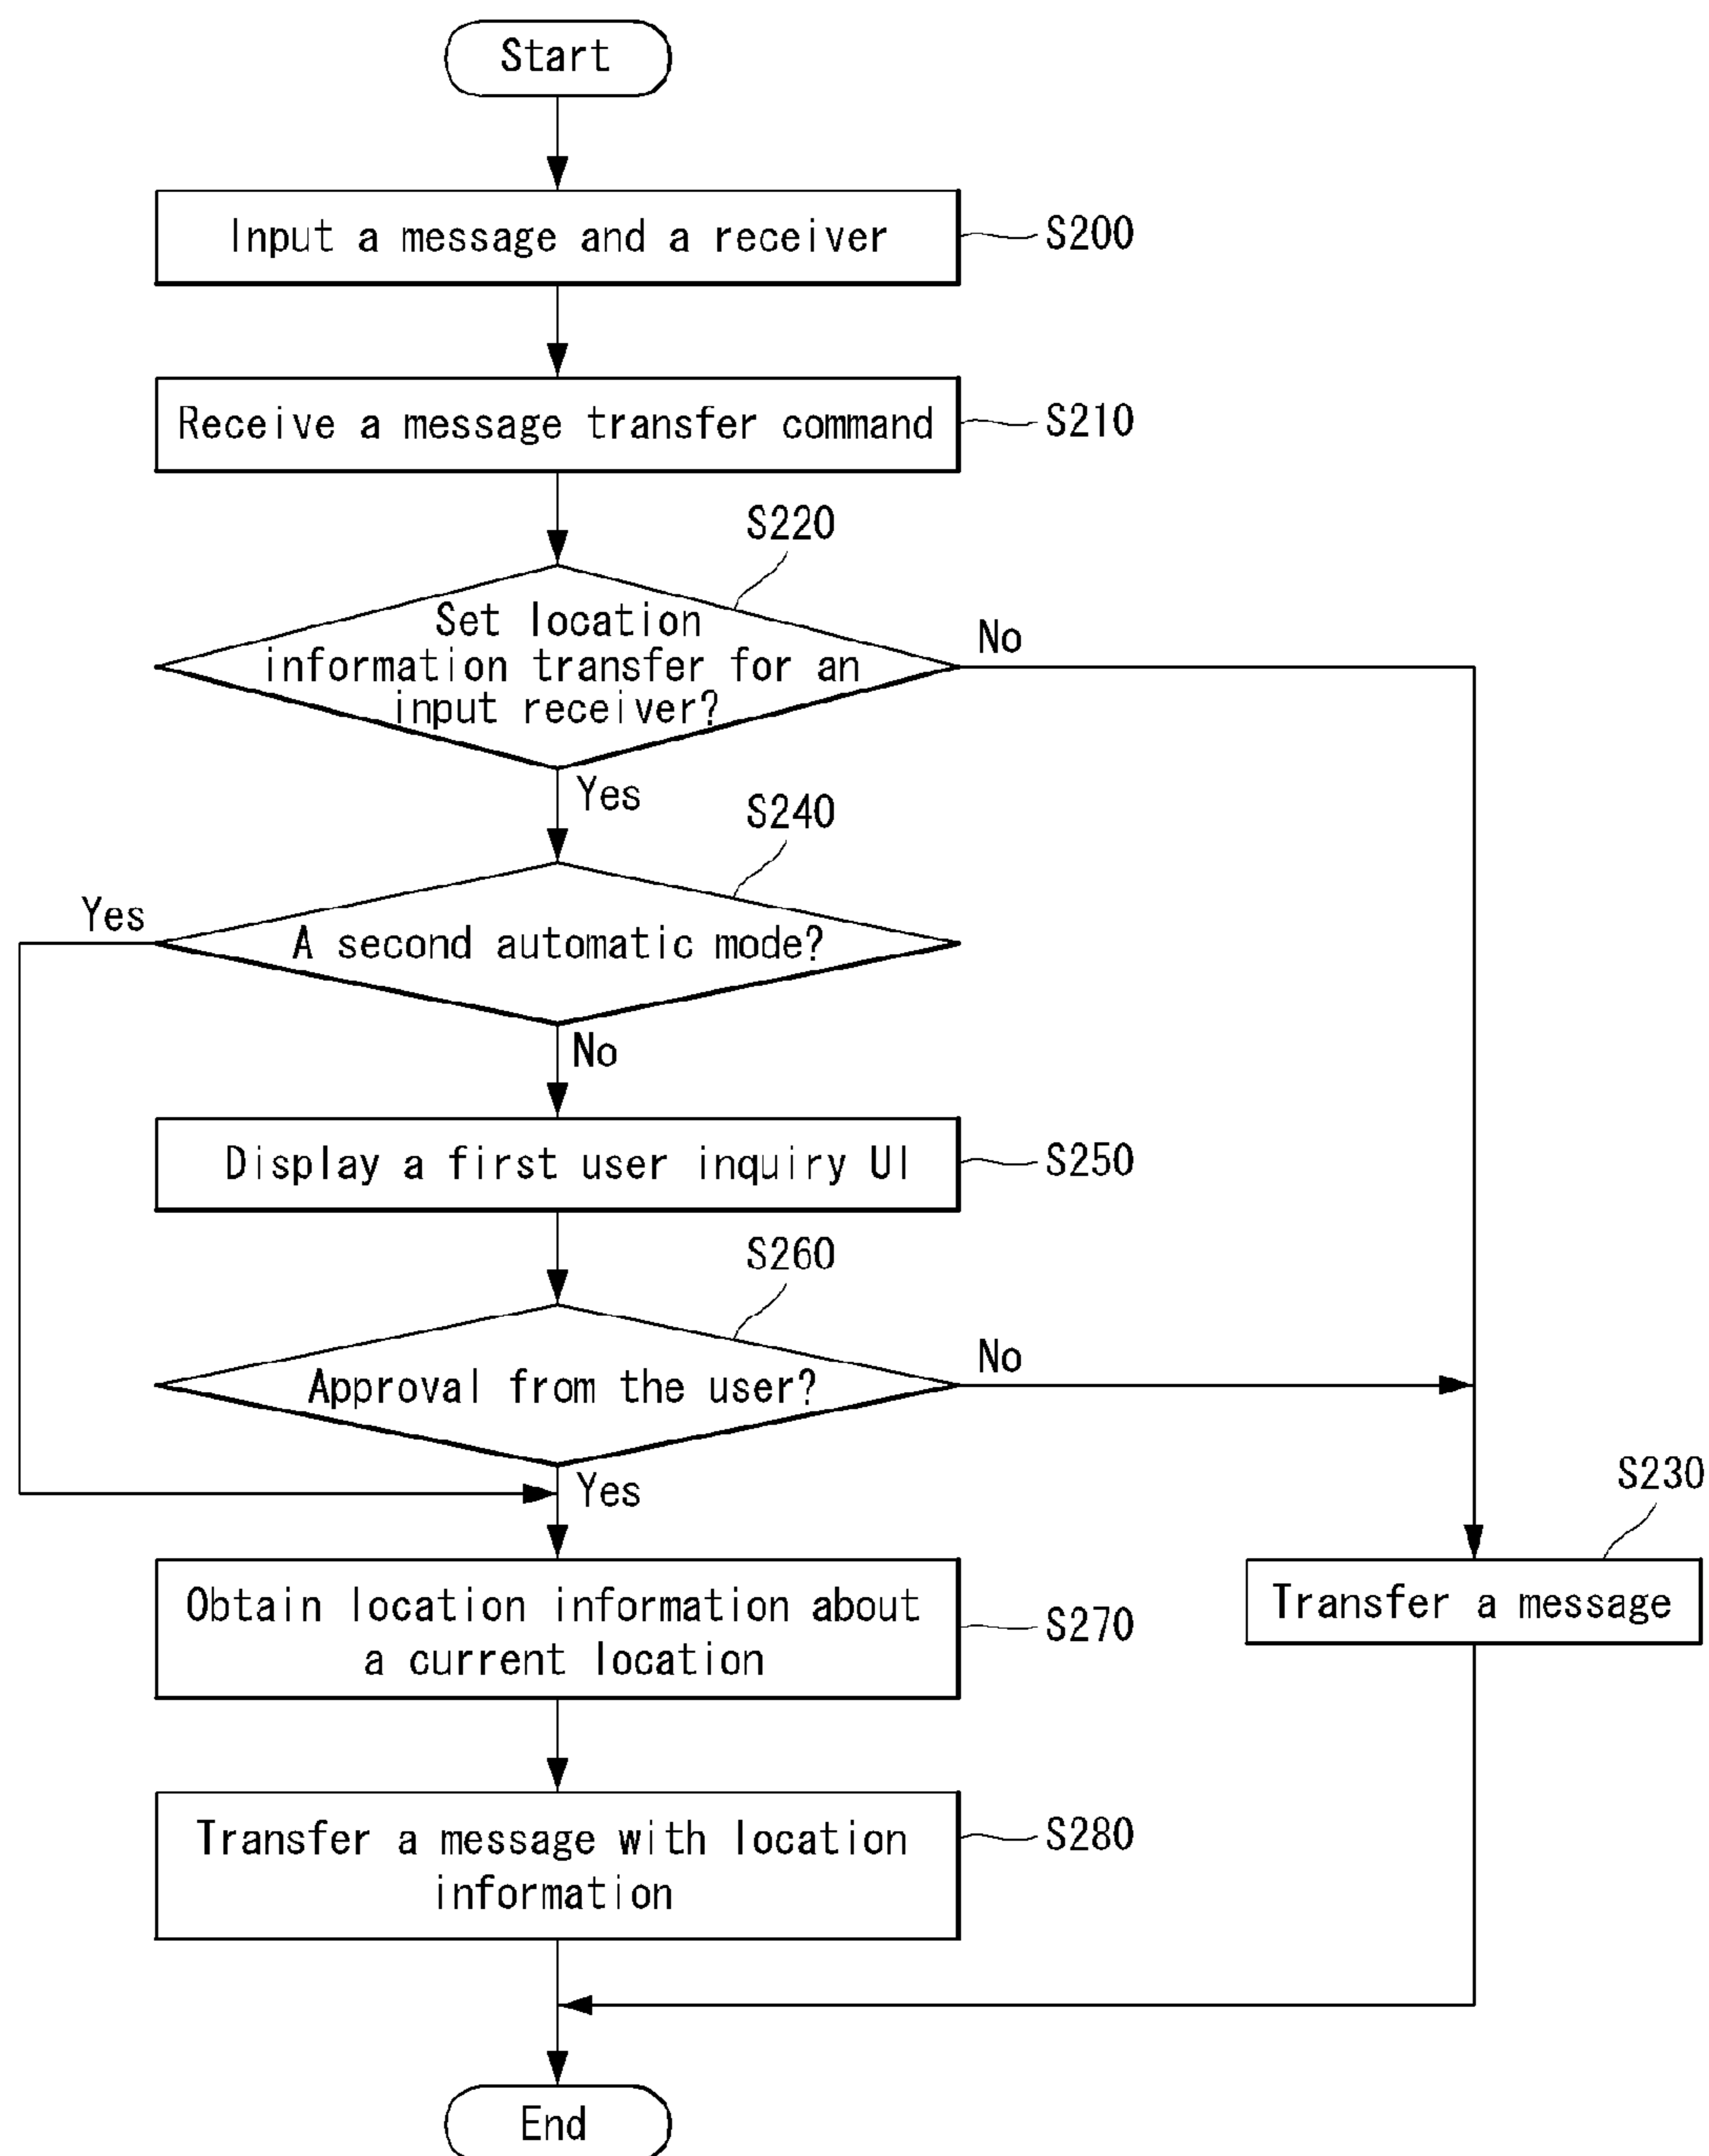 Start
Input a message and a receiver
S200
Receive a message transfer command
S210
S220
Set location
information transfer for an
input receiver?
No
Yes
S240
Yes
A second automatic mode?
No
Display a first user inquiry UI
S250
S260
Approval from the user?
No
Yes
S230
Obtain location information about
a current location
S270
Transfer a message
Transfer a message with location
information
S280
End